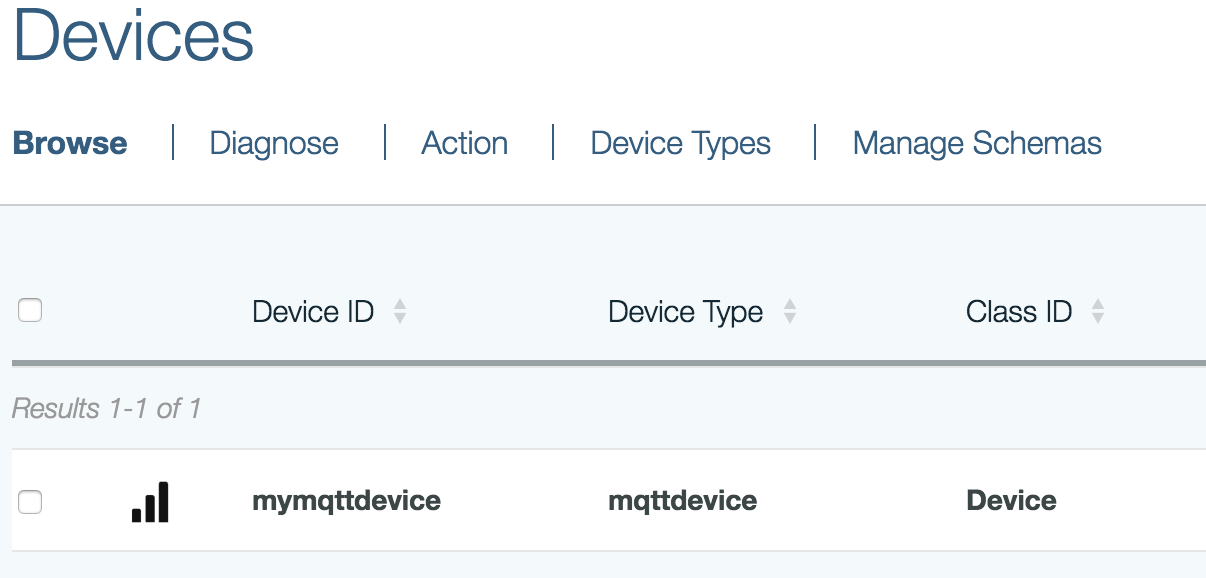 Devices
Browse Diagnose Action Device Types Manage Schemas
Device ID Device Type Class ID
Results 1-1 of 1
mymqttdevice mqttdevice Device